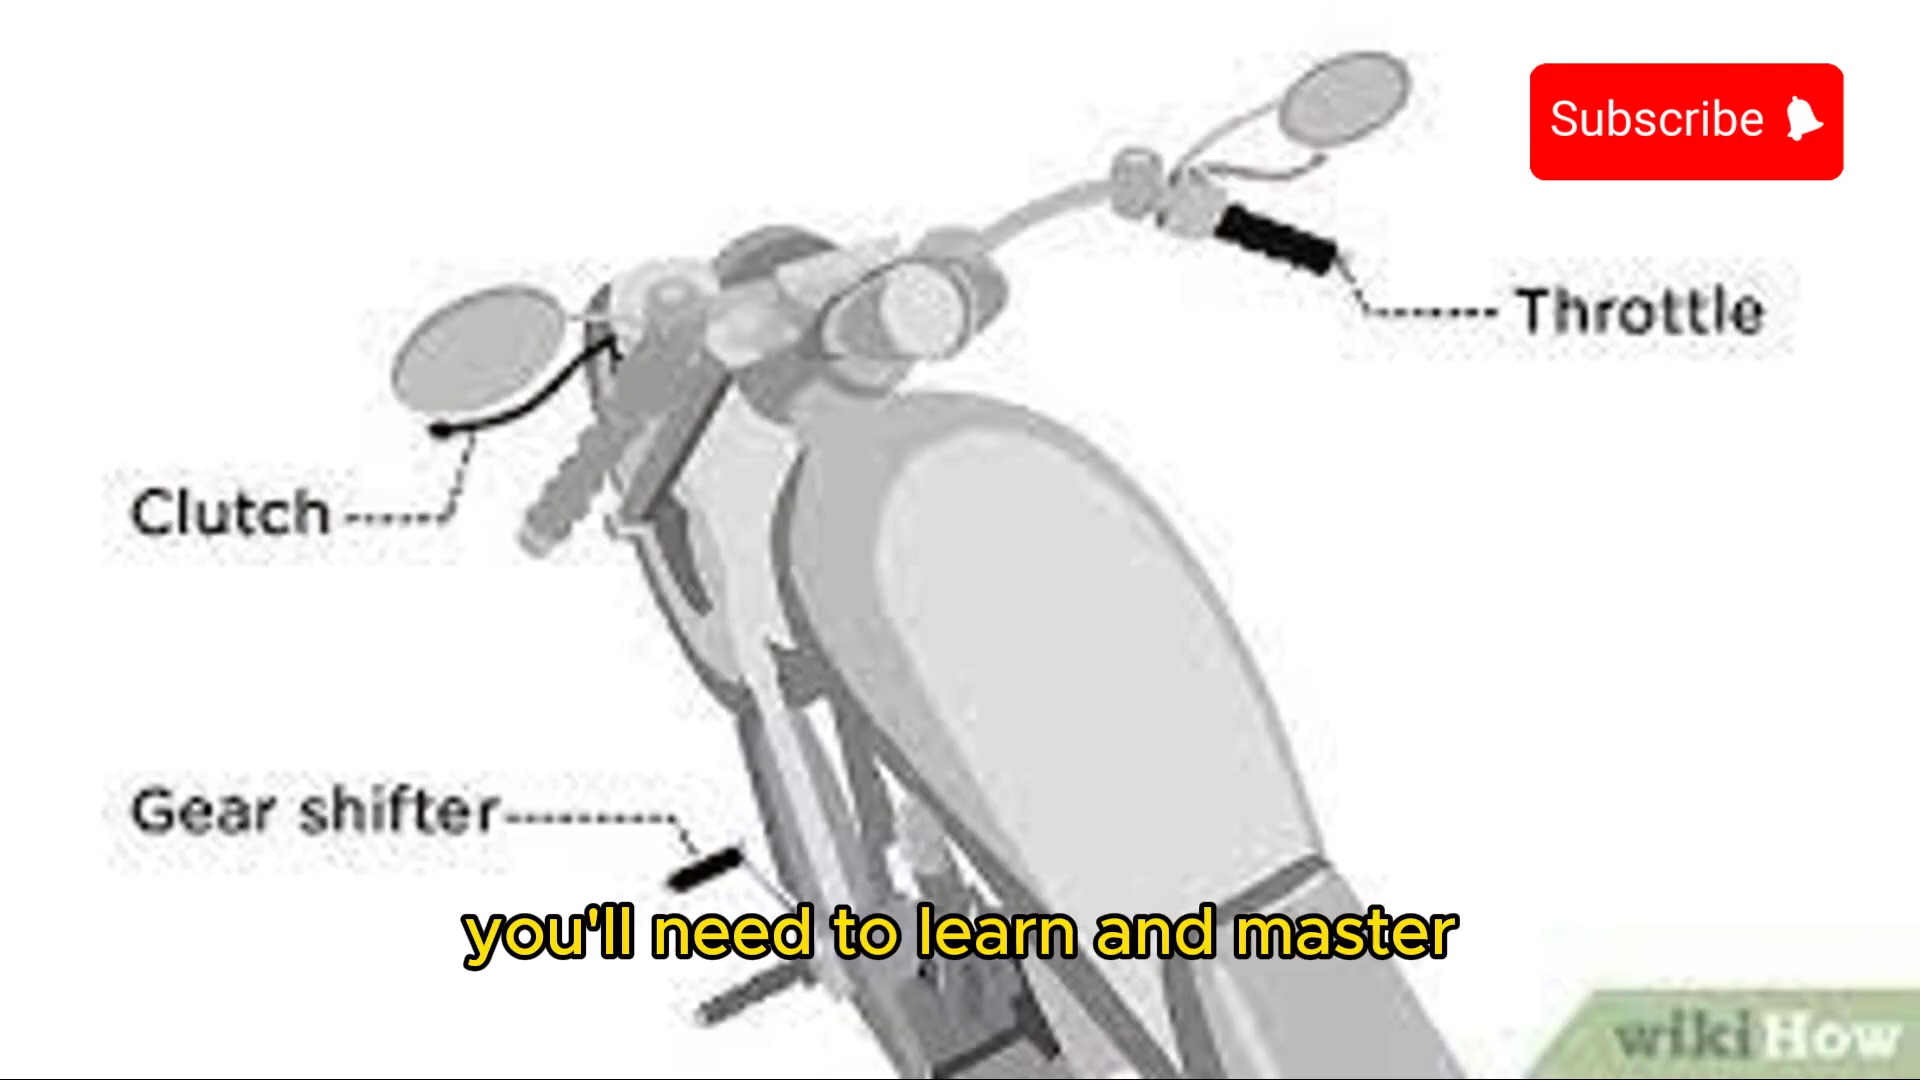 Subscribe
Throttle
Clutch
Gear shifter
you'll need to learn and master
wikiHow